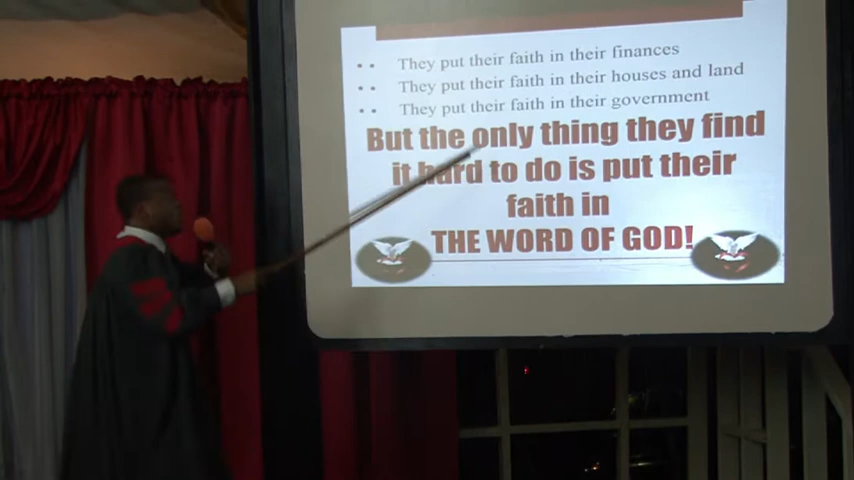 •• They put their faith in their finances
•• They put their faith in their houses and land
•• They put their faith in their government
But the only thing they find
it hard to do is put their
faith in
THE WORD OF GOD!